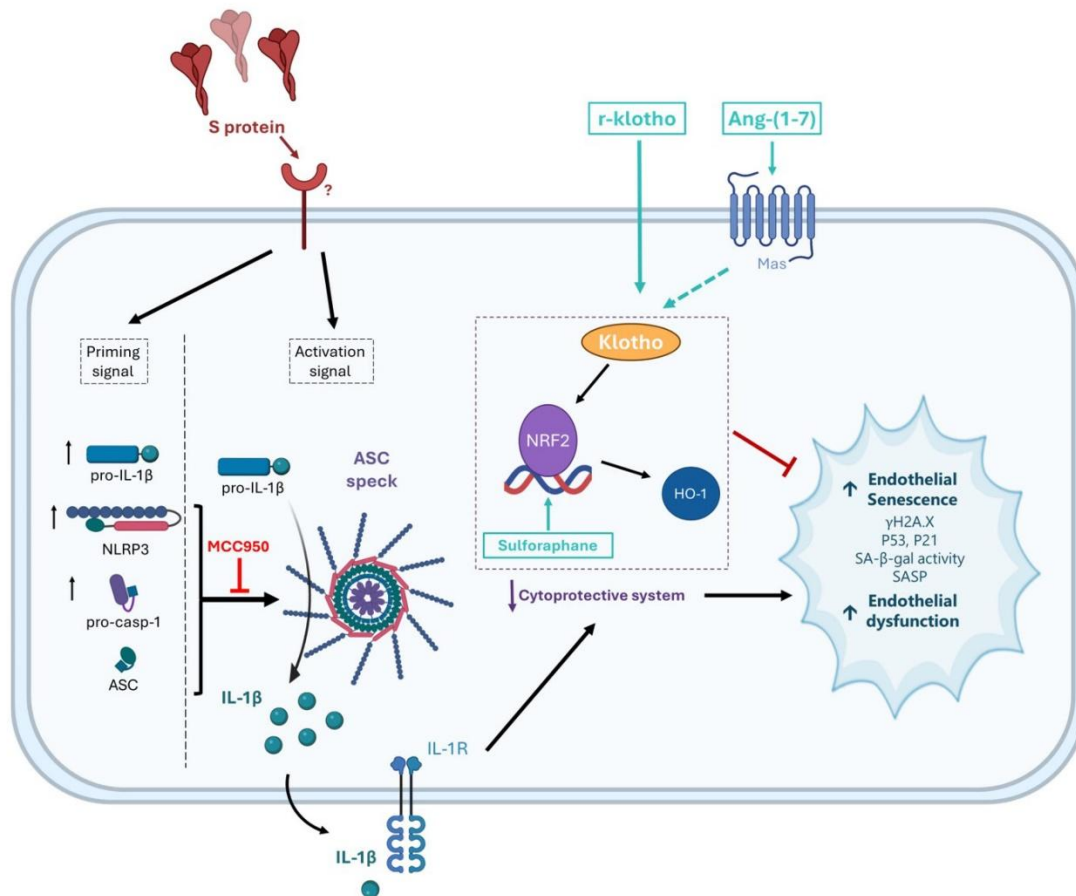 S protein
?
r-klotho
Ang-(1-7)
Mas
Priming
signal
Activation
signal
pro-IL-1β
NLRP3
pro-casp-1
ASC
pro-IL-1β
ASC
speck
MCC950
IL-1β
IL-1R
IL-1β
Klotho
NRF2
HO-1
Sulforaphane
↓ Cytoprotective system
↑ Endothelial
Senescence
γH2A.X
P53, P21
SA-β-gal activity
SASP
↑ Endothelial
dysfunction